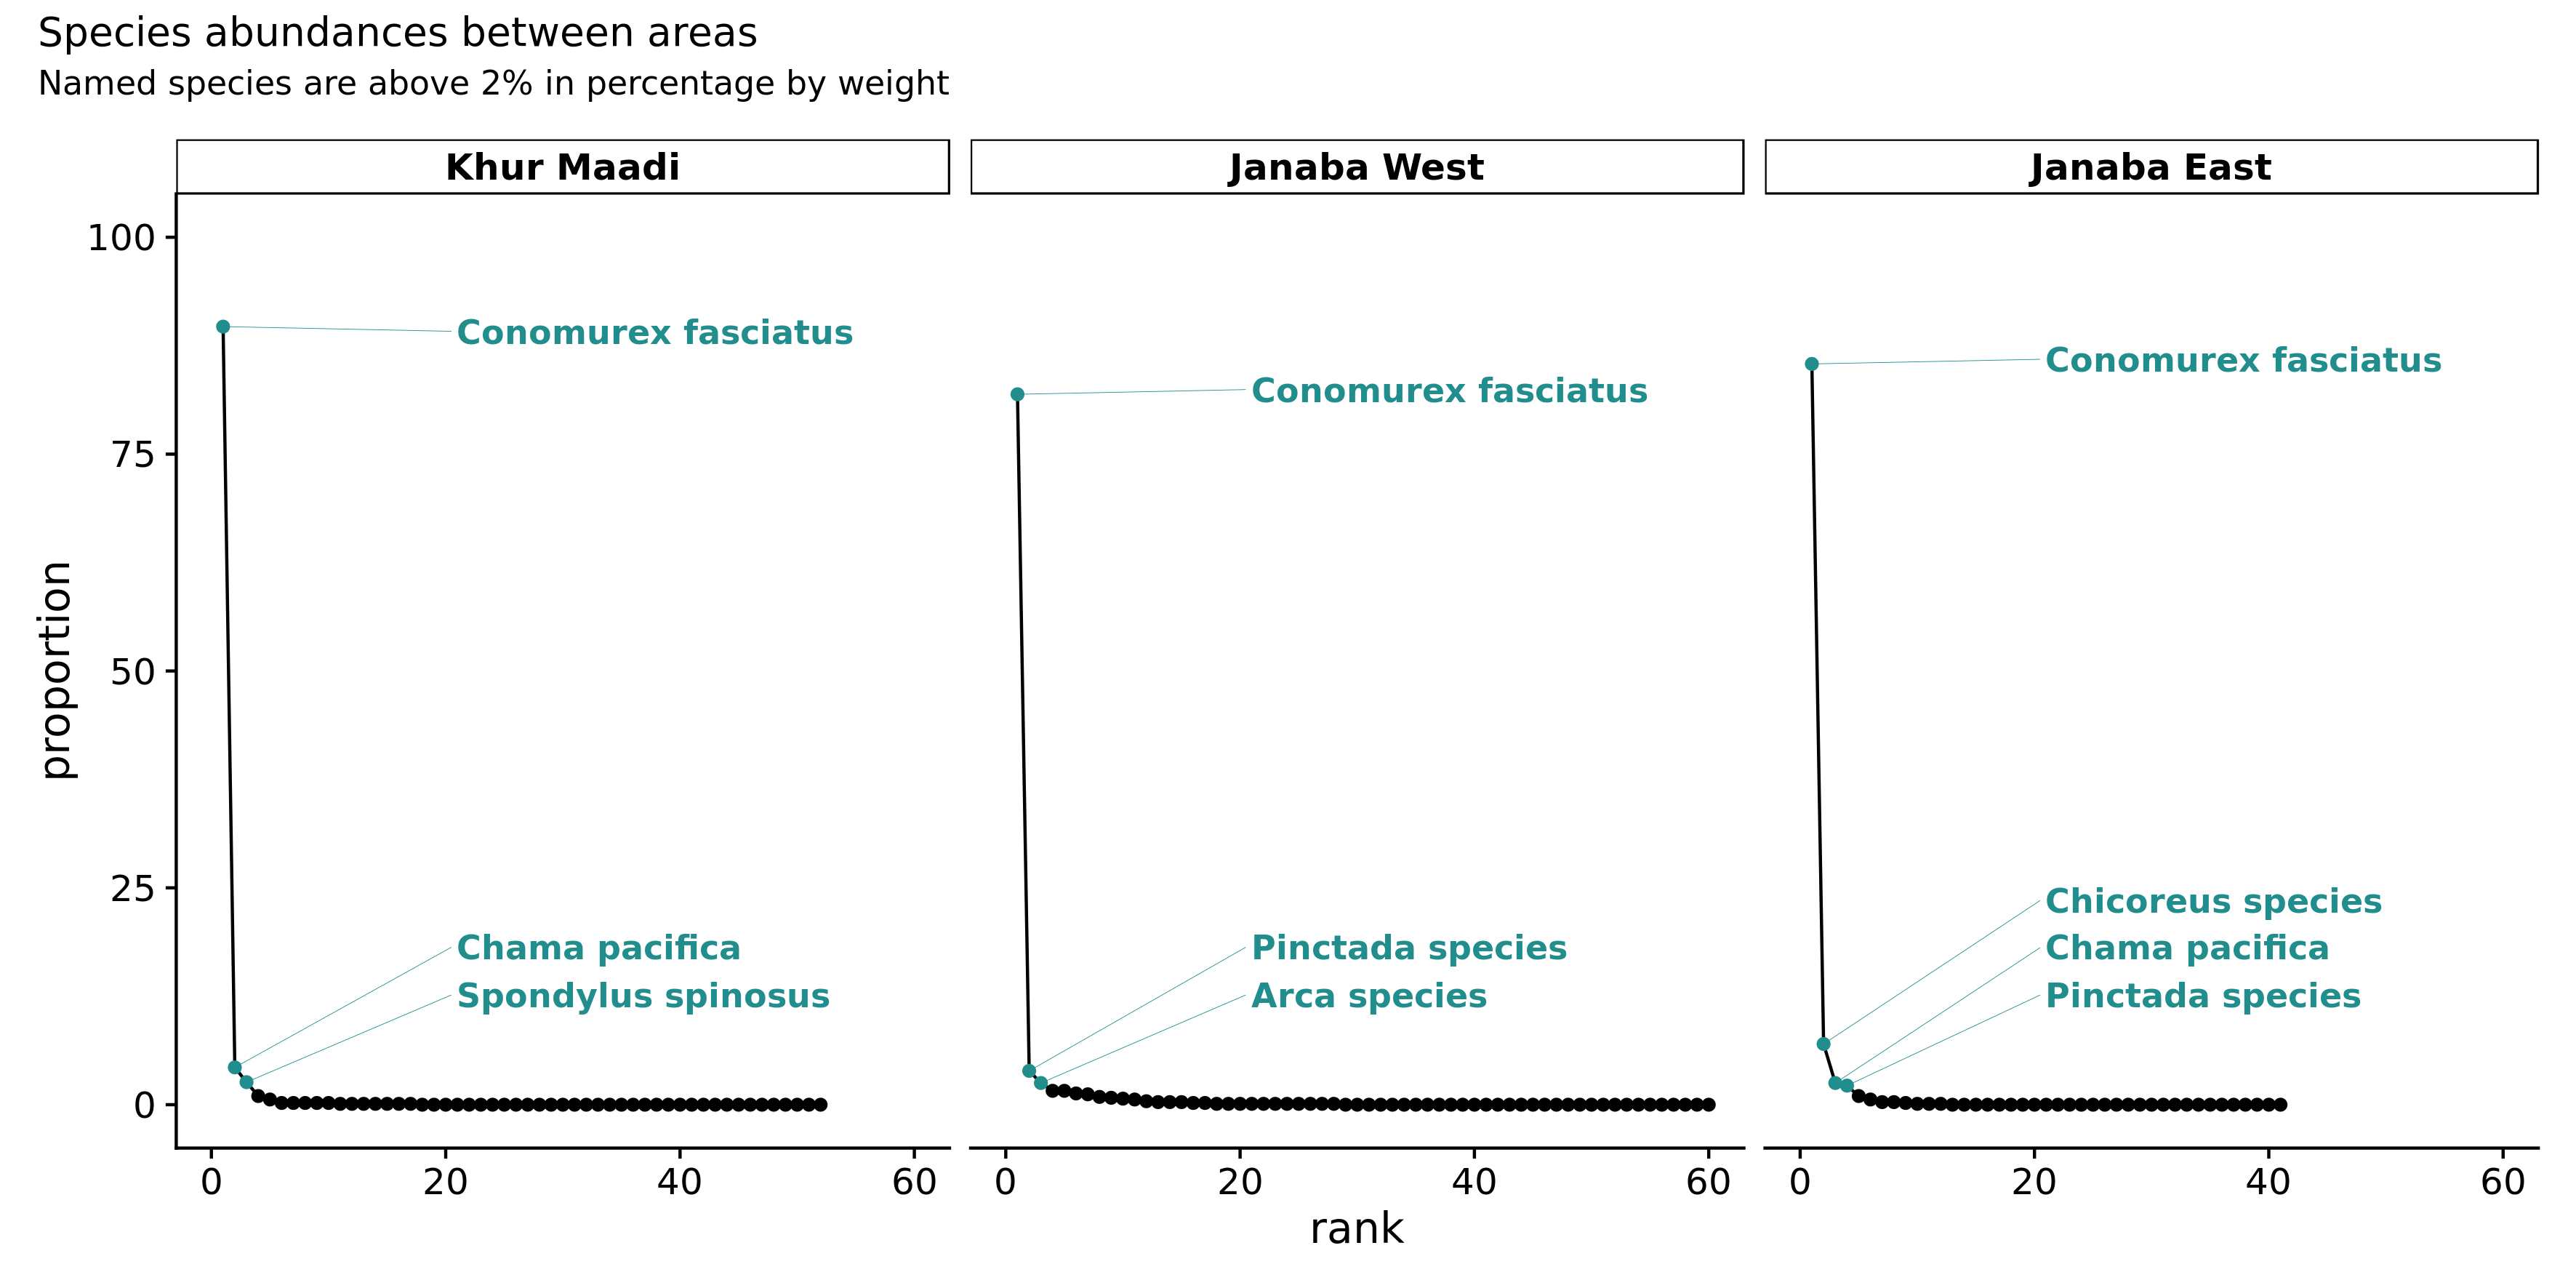 Species abundances between areas
Named species are above 2% in percentage by weight
Khur Maadi
Janaba West
Janaba East
proportion
100
75
50
25
0
Conomurex fasciatus
Chama pacifica
Spondylus spinosus
Conomurex fasciatus
Pinctada species
Arca species
Conomurex fasciatus
Chicoreus species
Chama pacifica
Pinctada species
0 20 40 60
0 20 40 60
0 20 40 60
rank